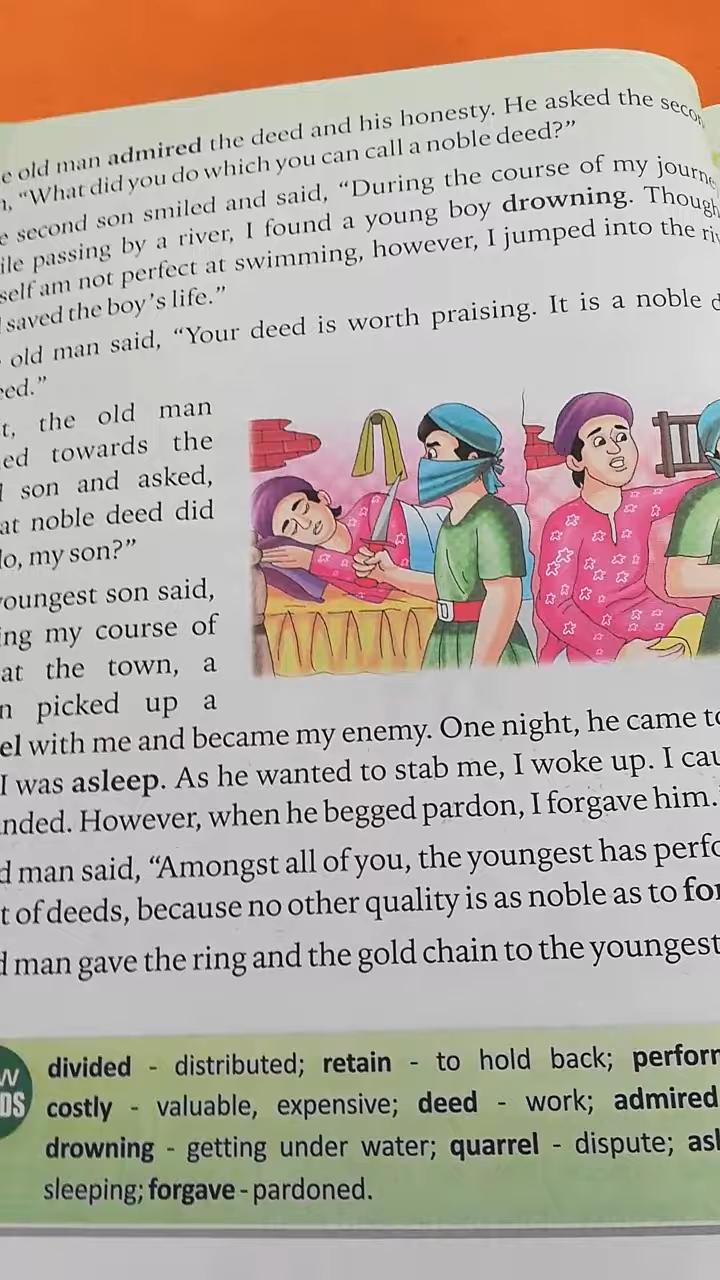 e old man admired the deed and his honesty. He asked the secon
, “What did you do which you can call a noble deed?”
e second son smiled and said, “During the course of my journe
ile passing by a river, I found a young boy drowning. Though
self am not perfect at swimming, however, I jumped into the riv
saved the boy’s life.”
old man said, “Your deed is worth praising. It is a noble d
eed.”
t, the old man
ed towards the
son and asked,
at noble deed did
do, my son?”
youngest son said,
ing my course of
at the town, a
n picked up a
el with me and became my enemy. One night, he came to
I was asleep. As he wanted to stab me, I woke up. I cau
nded. However, when he begged pardon, I forgave him.”
d man said, “Amongst all of you, the youngest has perfo
t of deeds, because no other quality is as noble as to for
d man gave the ring and the gold chain to the youngest
W
DS
divided - distributed; retain - to hold back; perform
costly - valuable, expensive; deed - work; admired
drowning - getting under water; quarrel - dispute; asl
sleeping; forgave - pardoned.